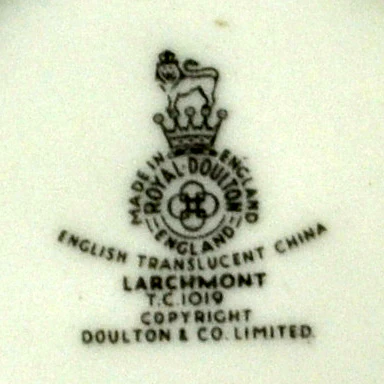 MADE IN ENGLAND
ROYAL·DOULTON
ENGLAND
ENGLISH TRANSLUCENT CHINA
LARCHMONT
T.C.1019
COPYRIGHT
DOULTON & CO. LIMITED